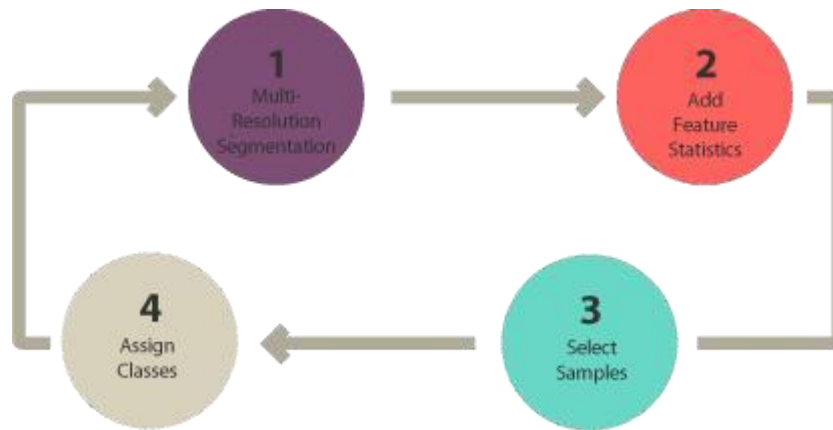 1
Multi-
Resolution
Segmentation
2
Add
Feature
Statistics
3
Select
Samples
4
Assign
Classes